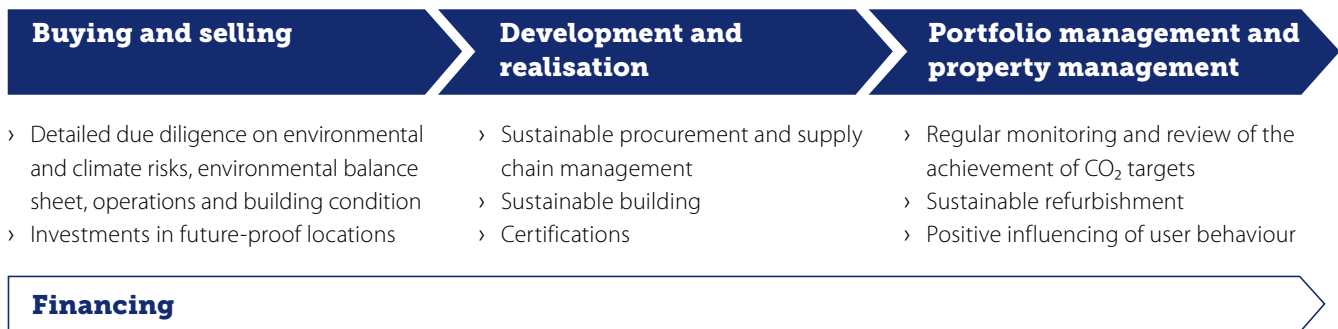 Buying and selling
› Detailed due diligence on environmental
and climate risks, environmental balance
sheet, operations and building condition
› Investments in future-proof locations
Development and
realisation
› Sustainable procurement and supply
chain management
› Sustainable building
› Certifications
Portfolio management and
property management
› Regular monitoring and review of the
achievement of CO₂ targets
› Sustainable refurbishment
› Positive influencing of user behaviour
Financing